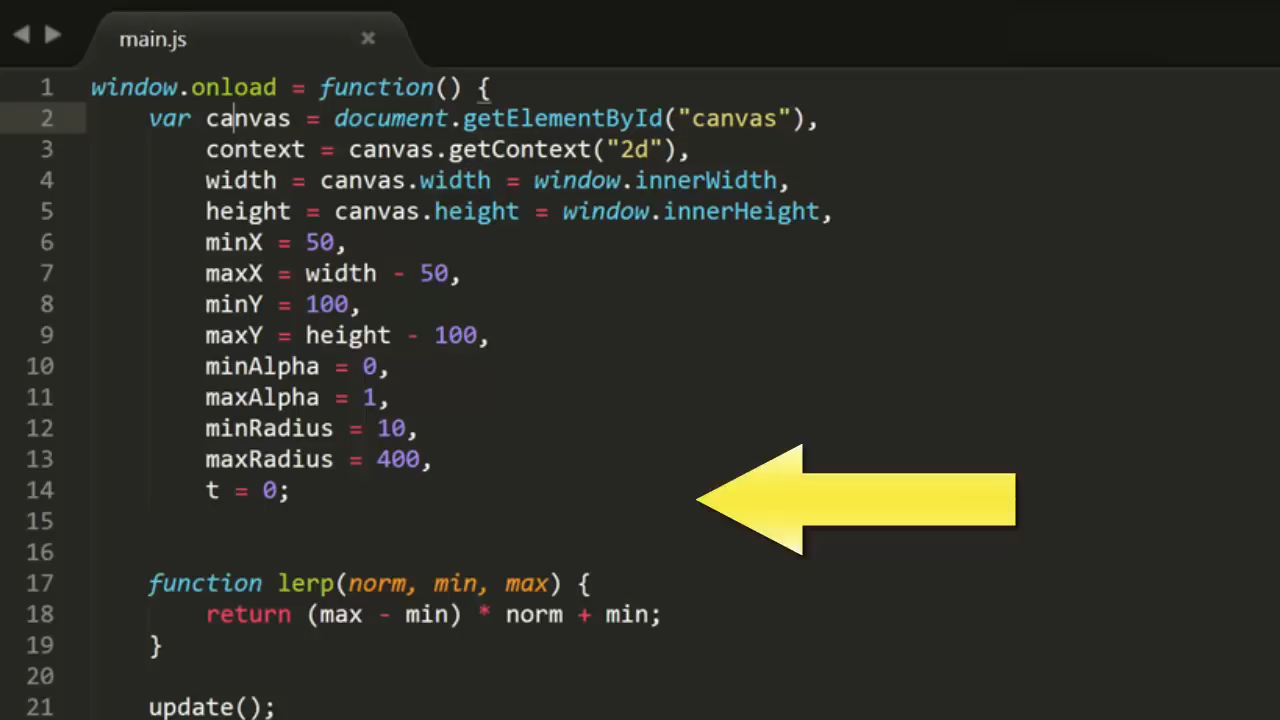 main.js
1 window.onload = function() {
2 var canvas = document.getElementById("canvas"),
3 context = canvas.getContext("2d"),
4 width = canvas.width = window.innerWidth,
5 height = canvas.height = window.innerHeight,
6 minX = 50,
7 maxX = width - 50,
8 minY = 100,
9 maxY = height - 100,
10 minAlpha = 0,
11 maxAlpha = 1,
12 minRadius = 10,
13 maxRadius = 400,
14 t = 0;
15
16
17 function lerp(norm, min, max) {
18 return (max - min) * norm + min;
19 }
20
21 update();